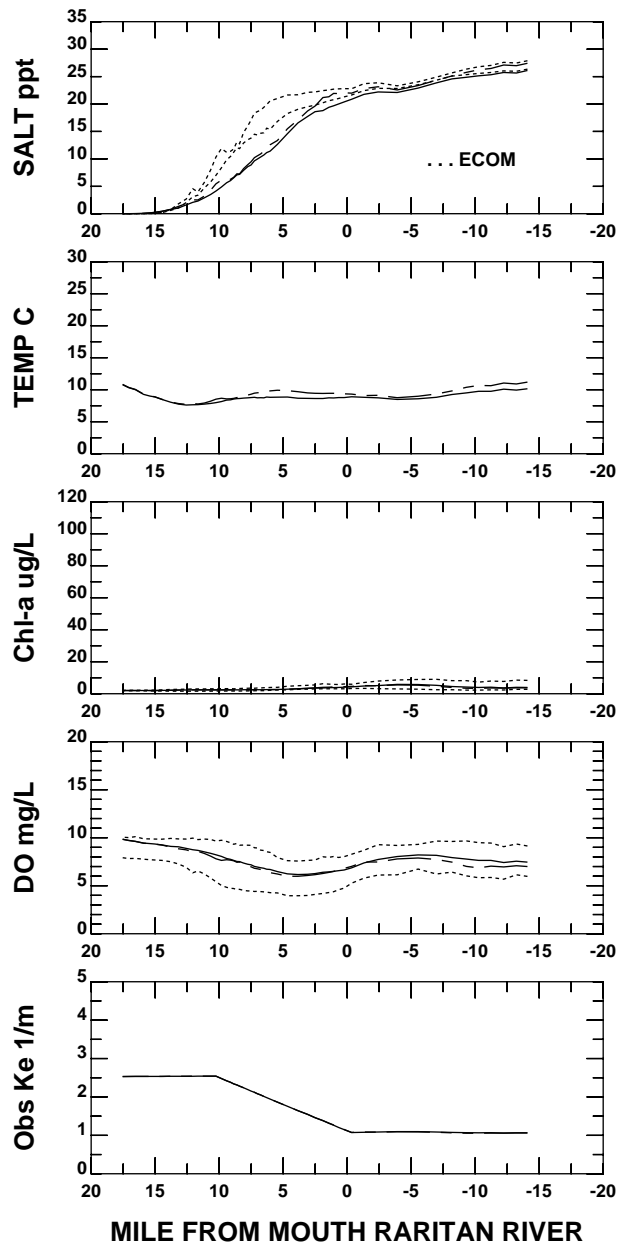 SALT ppt
35
30
25
20
15
10
5
0
. . . ECOM
20 15 10 5 0 -5 -10 -15 -20
TEMP C
30
25
20
15
10
5
0
20 15 10 5 0 -5 -10 -15 -20
Chl-a ug/L
120
100
80
60
40
20
0
20 15 10 5 0 -5 -10 -15 -20
DO mg/L
20
15
10
5
0
20 15 10 5 0 -5 -10 -15 -20
Obs Ke 1/m
5
4
3
2
1
0
20 15 10 5 0 -5 -10 -15 -20
MILE FROM MOUTH RARITAN RIVER